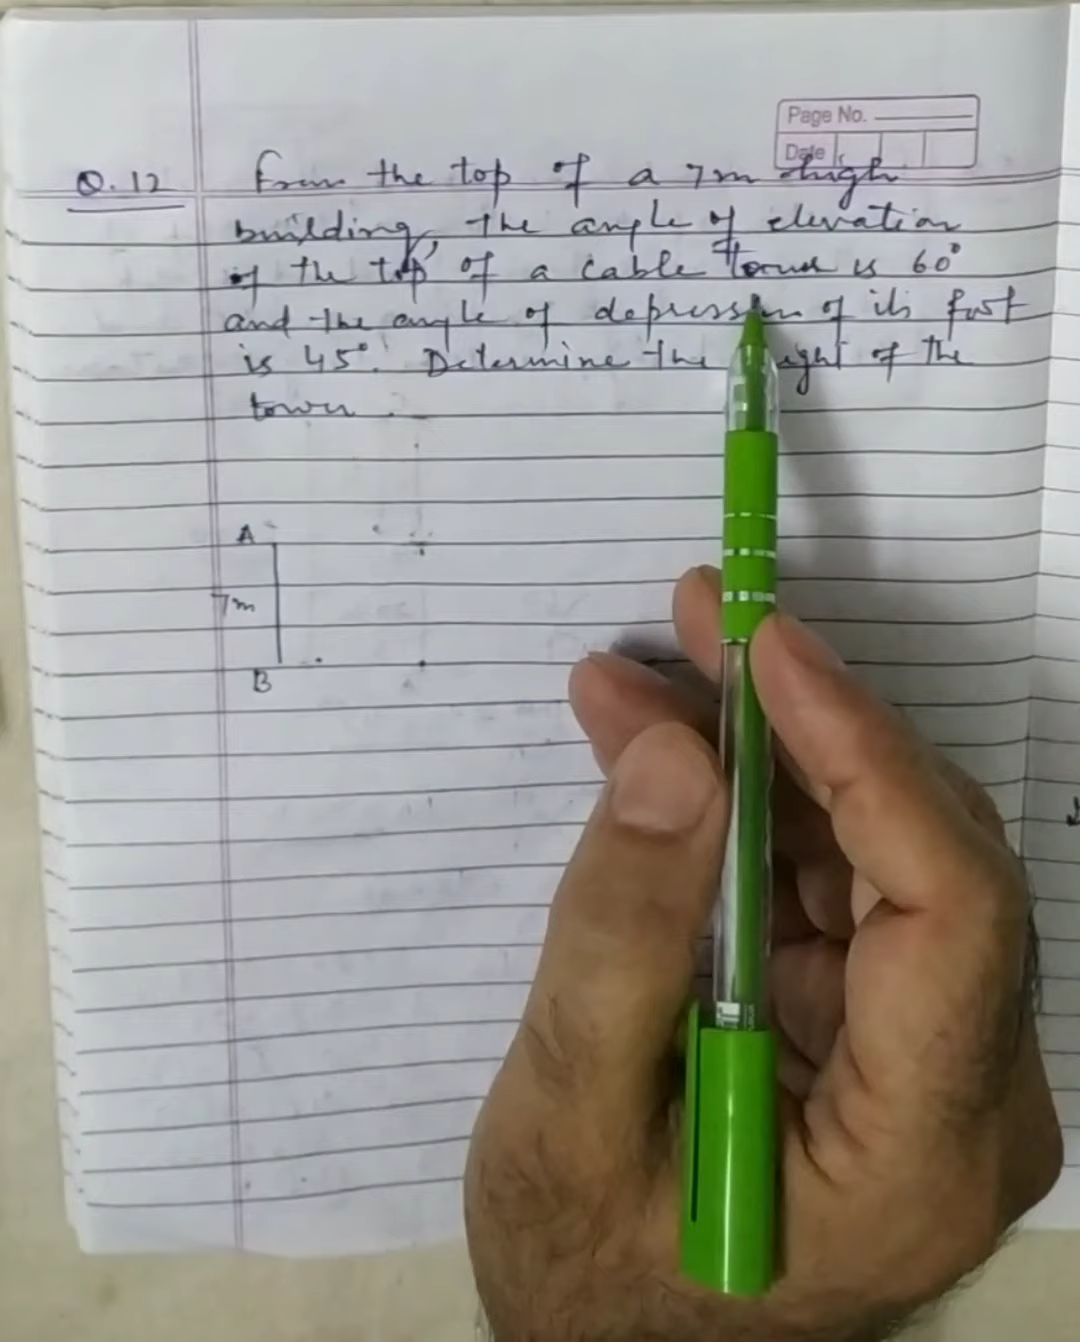 Page No.
Date
Q.12 From the top of a 7m high
building, the angle of elevation
of the top of a cable tower is 60°
and the angle of depression of its foot
is 45°. Determine the height of the
tower.
A
7m
B